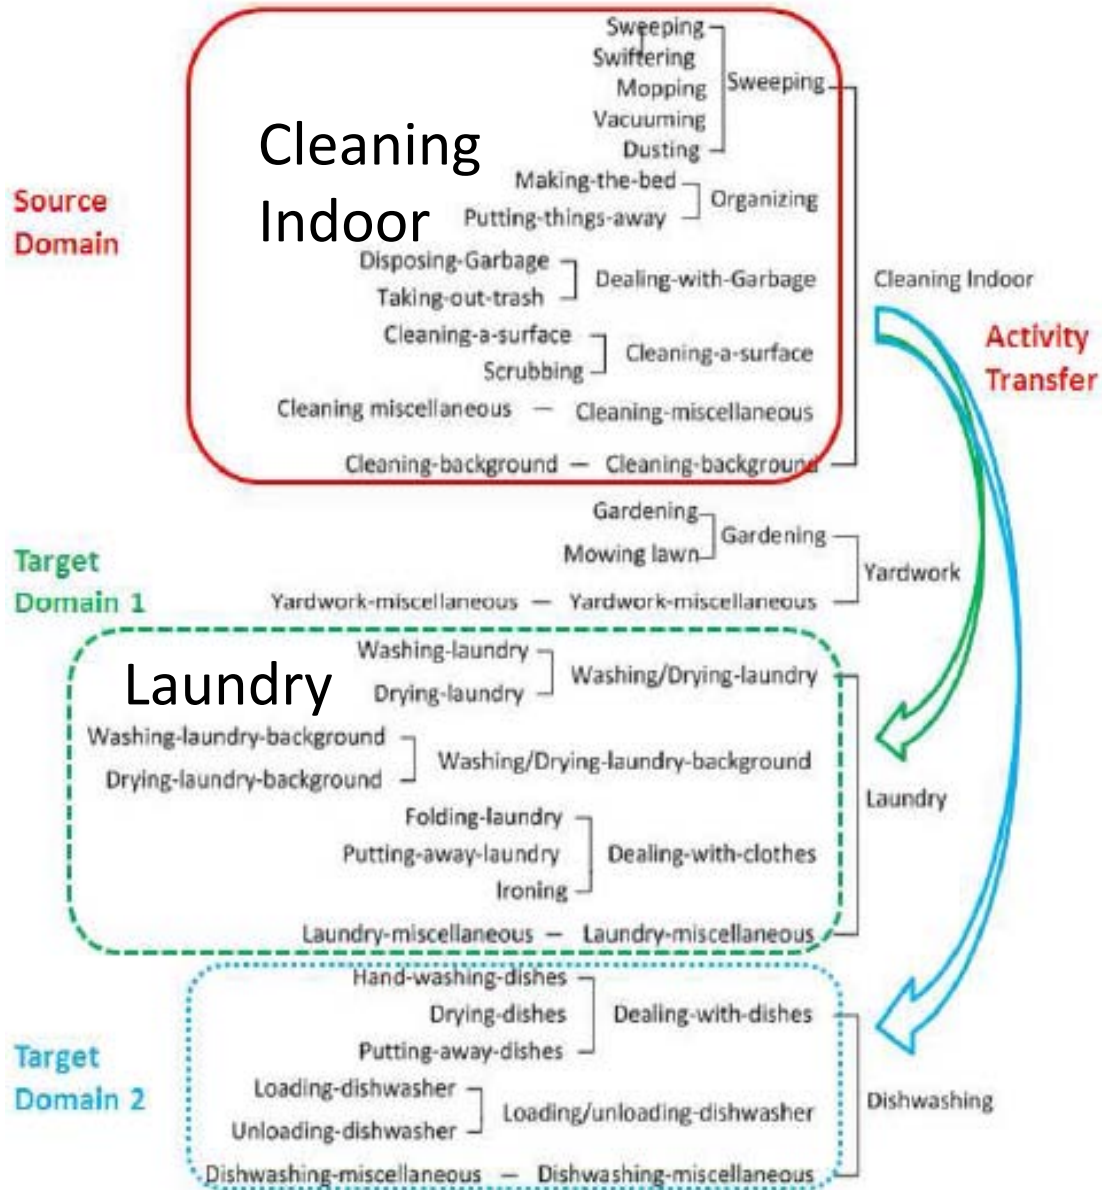 Sweeping
Swiftering
Mopping
Sweeping
Vacuuming
Dusting
Cleaning
Indoor
Making-the-bed
Organizing
Putting-things-away
Source
Domain
Disposing-Garbage
Dealing-with-Garbage
Taking-out-trash
Cleaning Indoor
Cleaning-a-surface
Cleaning-a-surface
Scrubbing
Activity
Transfer
Cleaning miscellaneous — Cleaning-miscellaneous
Cleaning-background — Cleaning-background
Gardening
Gardening
Mowing lawn
Yardwork
Target
Domain 1
Yardwork-miscellaneous — Yardwork-miscellaneous
Laundry
Washing-laundry
Washing/Drying-laundry
Drying-laundry
Washing-laundry-background
Washing/Drying-laundry-background
Drying-laundry-background
Laundry
Folding-laundry
Putting-away-laundry
Dealing-with-clothes
Ironing
Laundry-miscellaneous — Laundry-miscellaneous
Hand-washing-dishes
Drying-dishes
Dealing-with-dishes
Putting-away-dishes
Target
Domain 2
Loading-dishwasher
Loading/unloading-dishwasher
Unloading-dishwasher
Dishwashing
Dishwashing-miscellaneous — Dishwashing-miscellaneous